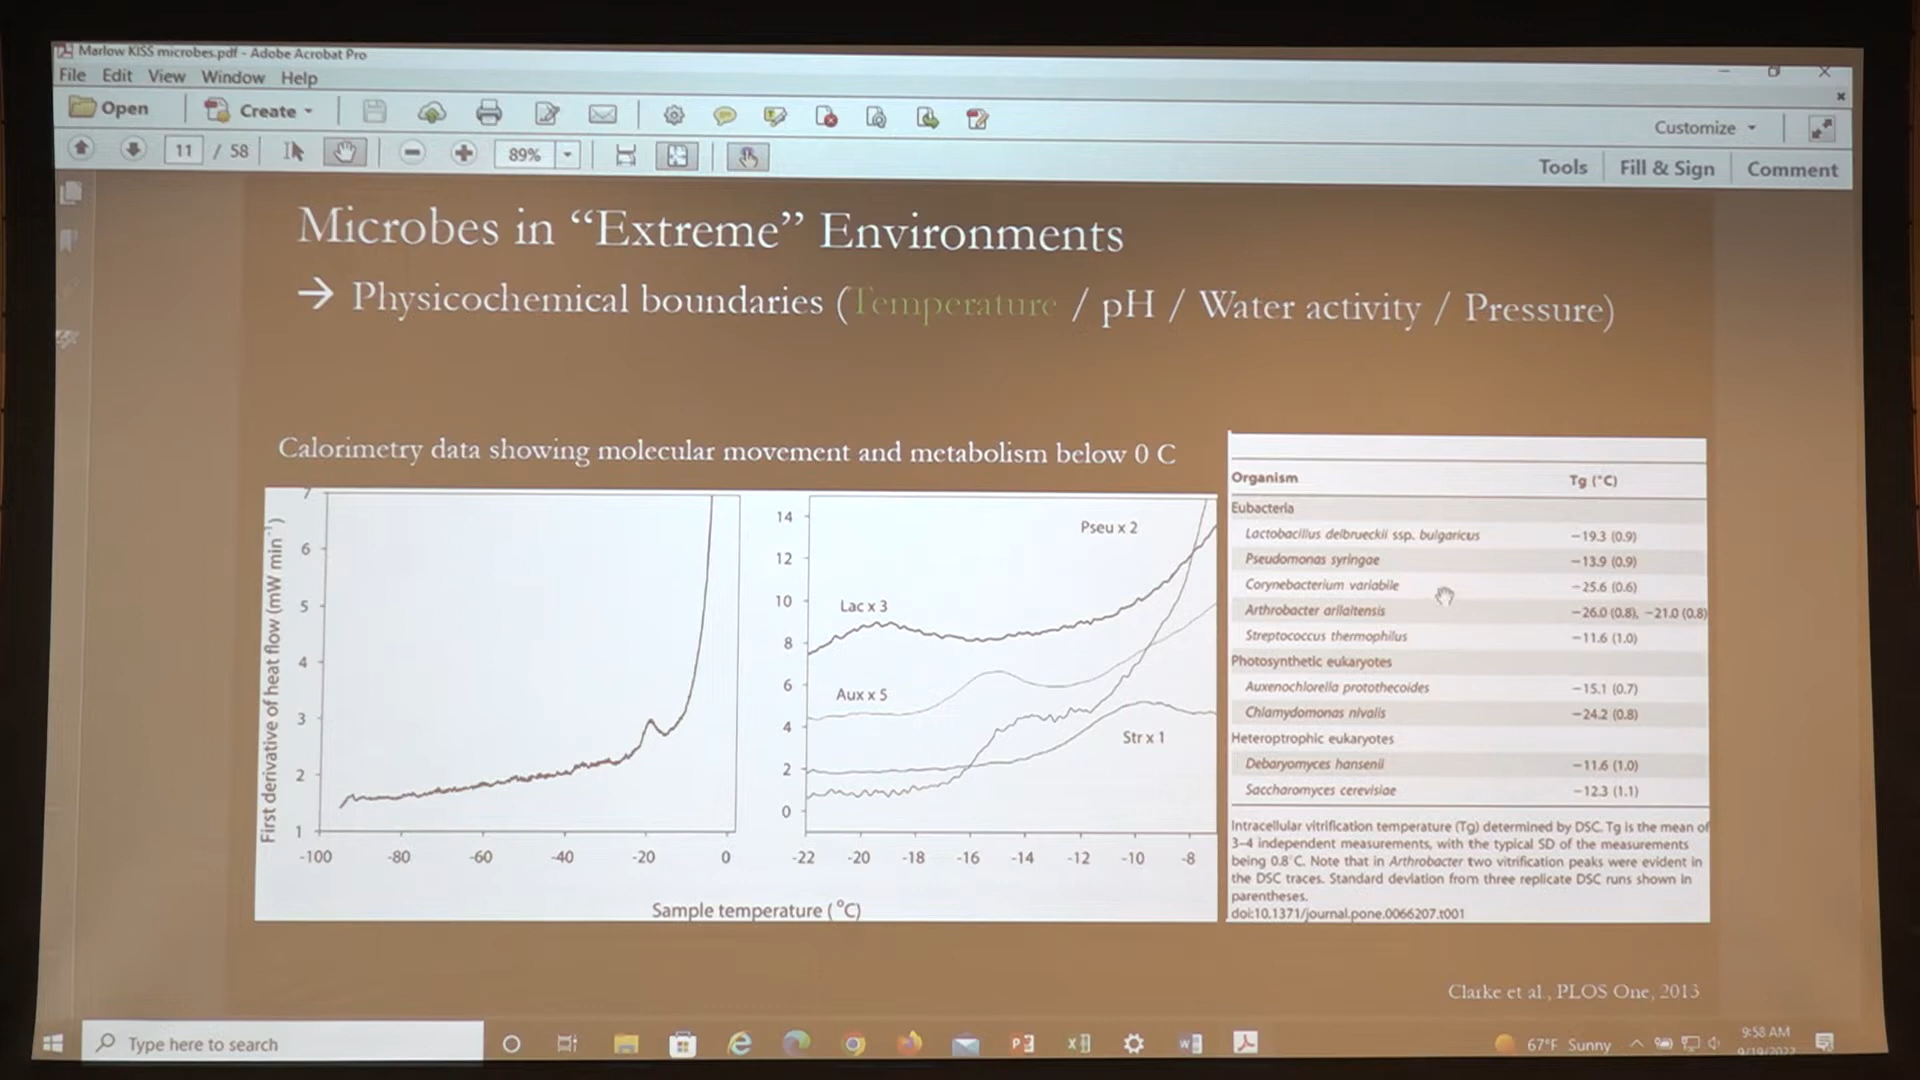 Marlow KISS microbes.pdf - Adobe Acrobat Pro
File Edit View Window Help
Open Create
Customize
11 / 58 89%
Tools Fill & Sign Comment
Microbes in “Extreme” Environments
→ Physicochemical boundaries (Temperature / pH / Water activity / Pressure)
Calorimetry data showing molecular movement and metabolism below 0 C
First derivative of heat flow (mW min⁻¹)
7
6
5
4
3
2
1
-100 -80 -60 -40 -20 0
14
12
10
8
6
4
2
0
Pseu x 2
Lac x 3
Aux x 5
Str x 1
-22 -20 -18 -16 -14 -12 -10 -8
Sample temperature (°C)
Organism Tg (°C)
Eubacteria
Lactobacillus delbrueckii ssp. bulgaricus −19.3 (0.9)
Pseudomonas syringae −13.9 (0.9)
Corynebacterium variabile −25.6 (0.6)
Arthrobacter arilaitensis −26.0 (0.8), −21.0 (0.8)
Streptococcus thermophilus −11.6 (1.0)
Photosynthetic eukaryotes
Auxenochlorella protothecoides −15.1 (0.7)
Chlamydomonas nivalis −24.2 (0.8)
Heteroptrophic eukaryotes
Debaryomyces hansenii −11.6 (1.0)
Saccharomyces cerevisiae −12.3 (1.1)
Intracellular vitrification temperature (Tg) determined by DSC. Tg is the mean of
3–4 independent measurements, with the typical SD of the measurements
being 0.8°C. Note that in Arthrobacter two vitrification peaks were evident in
the DSC traces. Standard deviation from three replicate DSC runs shown in
parentheses.
doi:10.1371/journal.pone.0066207.t001
Clarke et al., PLOS One, 2013
Type here to search
67°F Sunny
9:58 AM